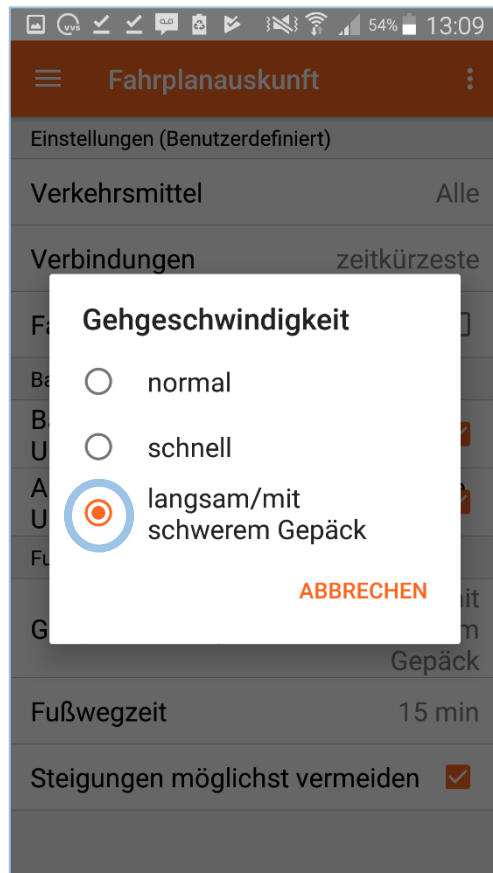 vvs 54% 13:09
Fahrplanauskunft
Einstellungen (Benutzerdefiniert)
Verkehrsmittel Alle
Verbindungen zeitkürzeste
Gehgeschwindigkeit
normal
schnell
langsam/mit
schwerem Gepäck
ABBRECHEN
Gepäck
Fußwegzeit 15 min
Steigungen möglichst vermeiden